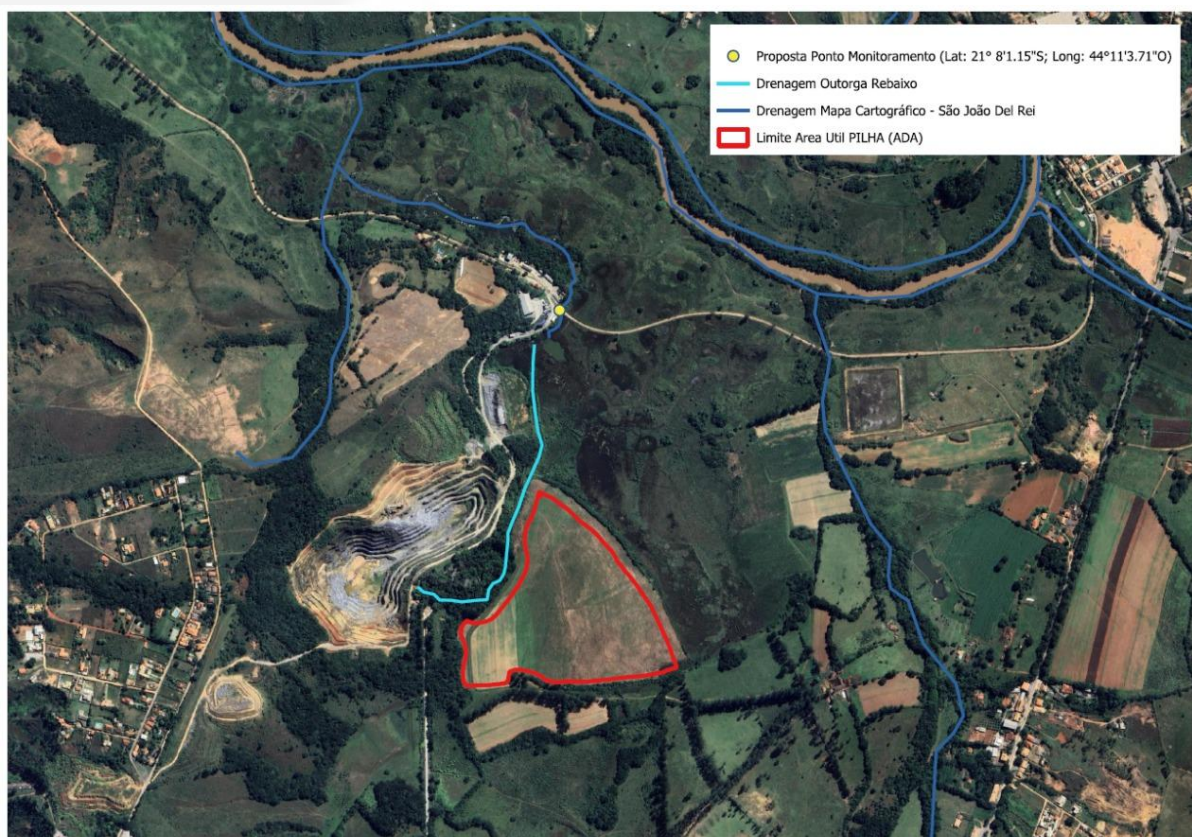 Proposta Ponto Monitoramento (Lat: 21° 8'1.15"S; Long: 44°11'3.71"O)
Drenagem Outorga Rebaixo
Drenagem Mapa Cartográfico - São João Del Rei
Limite Area Util PILHA (ADA)